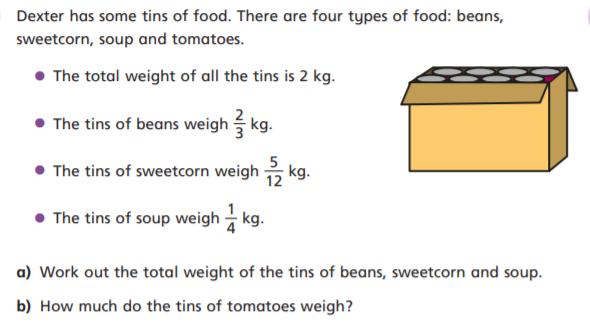 Dexter has some tins of food. There are four types of food: beans,
sweetcorn, soup and tomatoes.
• The total weight of all the tins is 2 kg.
• The tins of beans weigh 2/3 kg.
• The tins of sweetcorn weigh 5/12 kg.
• The tins of soup weigh 1/4 kg.
a) Work out the total weight of the tins of beans, sweetcorn and soup.
b) How much do the tins of tomatoes weigh?